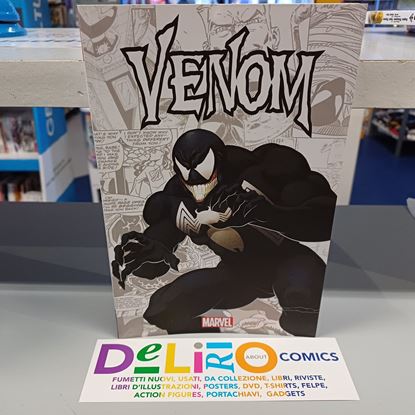 VENOM
MARVEL
DELIRIO ABOUT COMICS
FUMETTI NUOVI, USATI, DA COLLEZIONE, LIBRI, RIVISTE,
LIBRI D'ILLUSTRAZIONI, POSTERS, DVD, T-SHIRTS, FELPE,
ACTION FIGURES, PORTACHIAVI, GADGETS